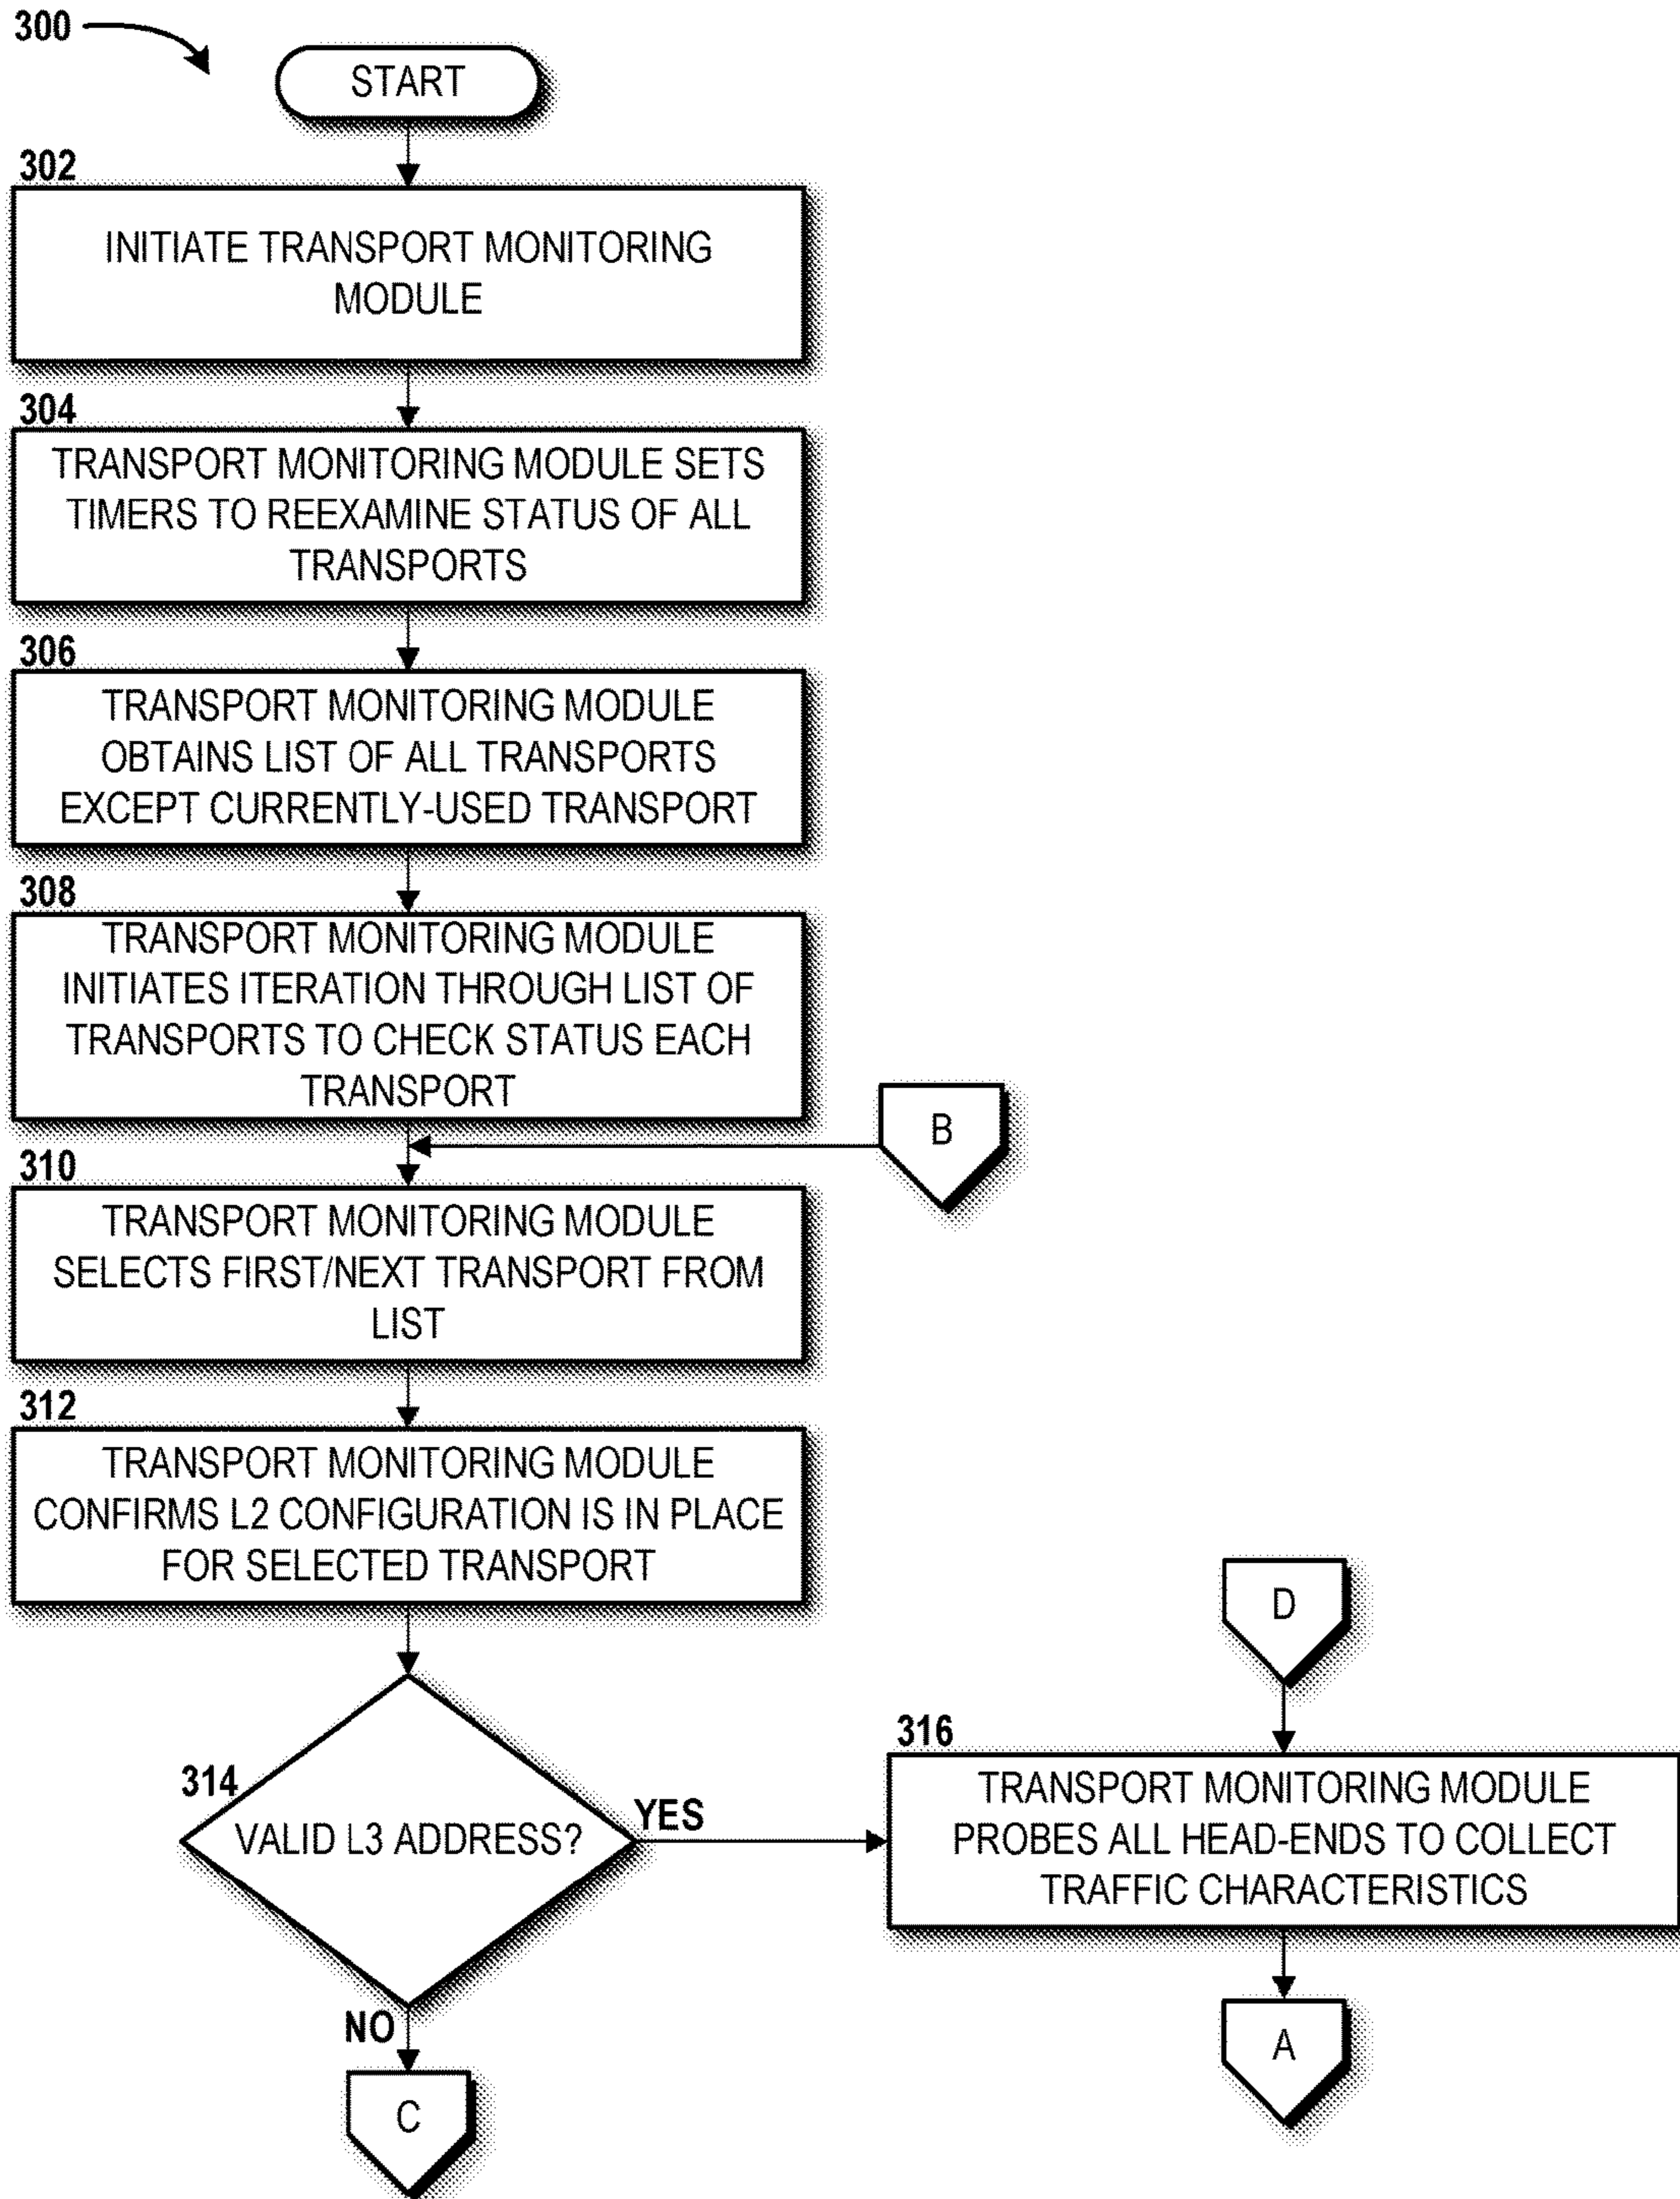 300
START
302
INITIATE TRANSPORT MONITORING
MODULE
304
TRANSPORT MONITORING MODULE SETS
TIMERS TO REEXAMINE STATUS OF ALL
TRANSPORTS
306
TRANSPORT MONITORING MODULE
OBTAINS LIST OF ALL TRANSPORTS
EXCEPT CURRENTLY-USED TRANSPORT
308
TRANSPORT MONITORING MODULE
INITIATES ITERATION THROUGH LIST OF
TRANSPORTS TO CHECK STATUS EACH
TRANSPORT
B
310
TRANSPORT MONITORING MODULE
SELECTS FIRST/NEXT TRANSPORT FROM
LIST
312
TRANSPORT MONITORING MODULE
CONFIRMS L2 CONFIGURATION IS IN PLACE
FOR SELECTED TRANSPORT
314
VALID L3 ADDRESS?
YES
NO
C
D
316
TRANSPORT MONITORING MODULE
PROBES ALL HEAD-ENDS TO COLLECT
TRAFFIC CHARACTERISTICS
A